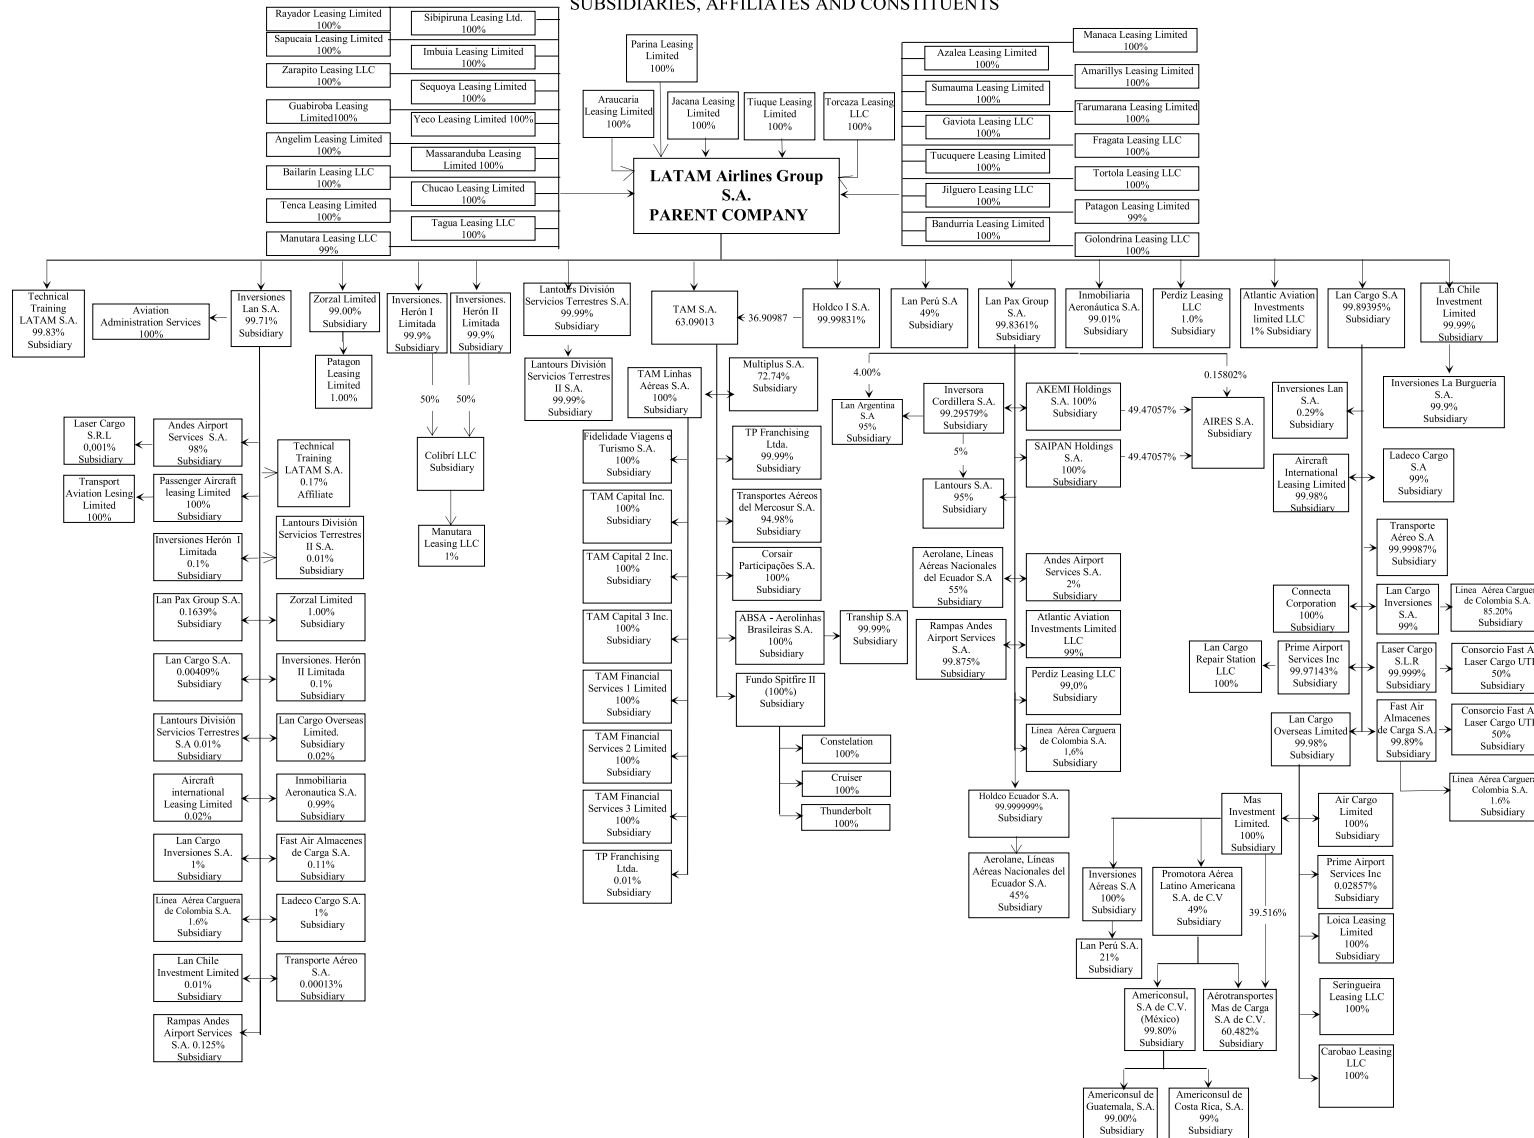 SUBSIDIARIES, AFFILIATES AND CONSTITUENTS
Rayador Leasing Limited
100%
Sapucaia Leasing Limited
100%
Zarapito Leasing LLC
100%
Guabiroba Leasing
Limited100%
Angelim Leasing Limited
100%
Bailarín Leasing LLC
100%
Tenca Leasing Limited
100%
Manutara Leasing LLC
99%
Sibipiruna Leasing Ltd.
100%
Imbuia Leasing Limited
100%
Sequoya Leasing Limited
100%
Yeco Leasing Limited 100%
Massaranduba Leasing
Limited 100%
Chucao Leasing Limited
100%
Tagua Leasing LLC
100%
Parina Leasing
Limited
100%
Araucaria
Leasing Limited
100%
Jacana Leasing
Limited
100%
Tiuque Leasing
Limited
100%
Torcaza Leasing
LLC
100%
LATAM Airlines Group
S.A.
PARENT COMPANY
Azalea Leasing Limited
100%
Sumauma Leasing Limited
100%
Gaviota Leasing LLC
100%
Tucuquere Leasing Limited
100%
Jilguero Leasing LLC
100%
Bandurria Leasing Limited
100%
Manaca Leasing Limited
100%
Amarillys Leasing Limited
100%
Tarumarana Leasing Limited
100%
Fragata Leasing LLC
100%
Tortola Leasing LLC
100%
Patagon Leasing Limited
99%
Golondrina Leasing LLC
100%
Technical
Training
LATAM S.A.
99.83%
Subsidiary
Aviation
Administration Services
100%
Inversiones
Lan S.A.
99.71%
Subsidiary
Zorzal Limited
99.00%
Subsidiary
Patagon
Leasing
Limited
1.00%
Inversiones.
Herón I
Limitada
99.9%
Subsidiary
Inversiones.
Herón II
Limitada
99.9%
Subsidiary
Lantours División
Servicios Terrestres S.A.
99.99%
Subsidiary
Lantours División
Servicios Terrestres
II S.A.
99.99%
Subsidiary
TAM S.A.
63.09013
36.90987
Holdco I S.A.
99.99831%
Lan Perú S.A
49%
Subsidiary
Lan Pax Group
S.A.
99.8361%
Subsidiary
Inmobiliaria
Aeronáutica S.A.
99.01%
Subsidiary
Perdiz Leasing
LLC
1.0%
Subsidiary
Atlantic Aviation
Investments
limited LLC
1% Subsidiary
Lan Cargo S.A
99.89395%
Subsidiary
Lan Chile
Investment
Limited
99.99%
Subsidiary
Inversiones La Burguería
S.A.
99.9%
Subsidiary
50%
50%
Colibrí LLC
Subsidiary
Manutara
Leasing LLC
1%
Laser Cargo
S.R.L
0,001%
Subsidiary
Transport
Aviation Lesing
Limited
100%
Andes Airport
Services S.A.
98%
Subsidiary
Technical
Training
LATAM S.A.
0.17%
Affiliate
Passenger Aircraft
leasing Limited
100%
Subsidiary
Lantours División
Servicios Terrestres
II S.A.
0.01%
Subsidiary
Inversiones Herón I
Limitada
0.1%
Subsidiary
Lan Pax Group S.A.
0.1639%
Subsidiary
Zorzal Limited
1.00%
Subsidiary
Lan Cargo S.A.
0.00409%
Subsidiary
Inversiones. Herón
II Limitada
0.1%
Subsidiary
Lantours División
Servicios Terrestres
S.A 0.01%
Subsidiary
Lan Cargo Overseas
Limited.
Subsidiary
0.02%
Aircraft
international
Leasing Limited
0.02%
Inmobiliaria
Aeronautica S.A.
0.99%
Subsidiary
Lan Cargo
Inversiones S.A.
1%
Subsidiary
Fast Air Almacenes
de Carga S.A.
0.11%
Subsidiary
Línea Aérea Carguera
de Colombia S.A.
1.6%
Subsidiary
Ladeco Cargo S.A.
1%
Subsidiary
Lan Chile
Investment Limited
0.01%
Subsidiary
Transporte Aéreo
S.A.
0.00013%
Subsidiary
Rampas Andes
Airport Services
S.A. 0.125%
Subsidiary
TAM Linhas
Aéreas S.A.
100%
Subsidiary
Multiplus S.A.
72.74%
Subsidiary
Fidelidade Viagens e
Turismo S.A.
100%
Subsidiary
TAM Capital Inc.
100%
Subsidiary
TAM Capital 2 Inc.
100%
Subsidiary
TAM Capital 3 Inc.
100%
Subsidiary
TAM Financial
Services 1 Limited
100%
Subsidiary
TAM Financial
Services 2 Limited
100%
Subsidiary
TAM Financial
Services 3 Limited
100%
Subsidiary
TP Franchising
Ltda.
0.01%
Subsidiary
TP Franchising
Ltda.
99.99%
Subsidiary
Transportes Aéreos
del Mercosur S.A.
94.98%
Subsidiary
Corsair
Participações S.A.
100%
Subsidiary
ABSA - Aerolinhas
Brasileiras S.A.
100%
Subsidiary
Tranship S.A
99.99%
Subsidiary
Fundo Spitfire II
(100%)
Subsidiary
Constelation
100%
Cruiser
100%
Thunderbolt
100%
4.00%
0.15802%
Lan Argentina
S.A
95%
Subsidiary
Inversora
Cordillera S.A.
99.29579%
Subsidiary
AKEMI Holdings
S.A. 100%
Subsidiary
49.47057%
AIRES S.A.
Subsidiary
5%
SAIPAN Holdings
S.A.
100%
Subsidiary
49.47057%
Lantours S.A.
95%
Subsidiary
Aerolane, Líneas
Aéreas Nacionales
del Ecuador S.A
55%
Subsidiary
Andes Airport
Services S.A.
2%
Subsidiary
Rampas Andes
Airport Services
S.A.
99.875%
Subsidiary
Atlantic Aviation
Investments Limited
LLC
99%
Perdiz Leasing LLC
99,0%
Subsidiary
Línea Aérea Carguera
de Colombia S.A.
1,6%
Subsidiary
Holdco Ecuador S.A.
99.999999%
Subsidiary
Aerolane, Líneas
Aéreas Nacionales del
Ecuador S.A.
45%
Subsidiary
Inversiones Lan
S.A.
0.29%
Subsidiary
Aircraft
International
Leasing Limited
99.98%
Subsidiary
Ladeco Cargo
S.A
99%
Subsidiary
Transporte
Aéreo S.A
99.99987%
Subsidiary
Connecta
Corporation
100%
Subsidiary
Lan Cargo
Inversiones
S.A.
99%
Línea Aérea Carguera
de Colombia S.A.
85.20%
Subsidiary
Lan Cargo
Repair Station
LLC
100%
Prime Airport
Services Inc
99.97143%
Subsidiary
Laser Cargo
S.L.R
99.999%
Subsidiary
Consorcio Fast A
Laser Cargo UTE
50%
Subsidiary
Lan Cargo
Overseas Limited
99.98%
Subsidiary
Fast Air
Almacenes
de Carga S.A.
99.89%
Subsidiary
Consorcio Fast A
Laser Cargo UTE
50%
Subsidiary
Línea Aérea Carguera
Colombia S.A.
1.6%
Subsidiary
Mas
Investment
Limited.
100%
Subsidiary
Air Cargo
Limited
100%
Subsidiary
Prime Airport
Services Inc
0.02857%
Subsidiary
Loica Leasing
Limited
100%
Subsidiary
Seringueira
Leasing LLC
100%
Carobao Leasing
LLC
100%
Inversiones
Aéreas S.A
100%
Subsidiary
Promotora Aérea
Latino Americana
S.A. de C.V
49%
Subsidiary
39.516%
Lan Perú S.A.
21%
Subsidiary
Americonsul,
S.A de C.V.
(México)
99.80%
Subsidiary
Aérotransportes
Mas de Carga
S.A de C.V.
60.482%
Subsidiary
Americonsul de
Guatemala, S.A.
99.00%
Subsidiary
Americonsul de
Costa Rica, S.A.
99%
Subsidiary